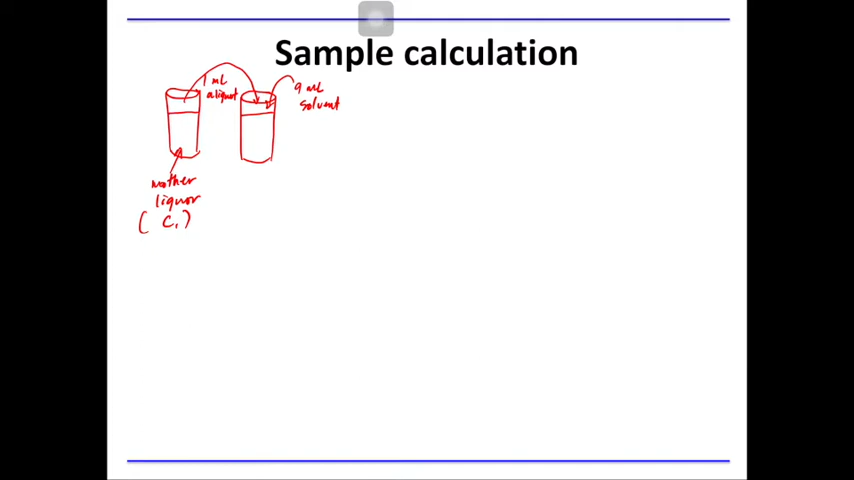 Sample calculation
1 mL
aliquot
9 mL
solvent
mother
liquor
( C₁)